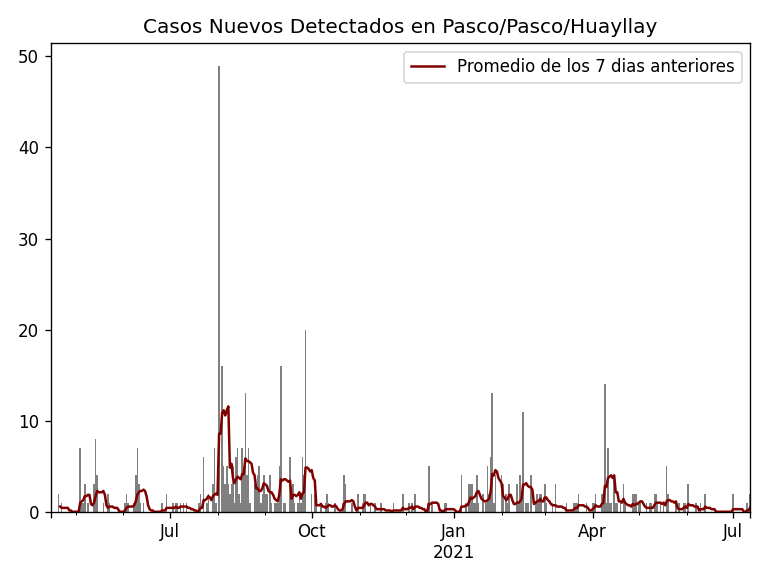 Casos Nuevos Detectados en Pasco/Pasco/Huayllay
Promedio de los 7 dias anteriores
50
40
30
20
10
0
Jul
Oct
Jan
2021
Apr
Jul